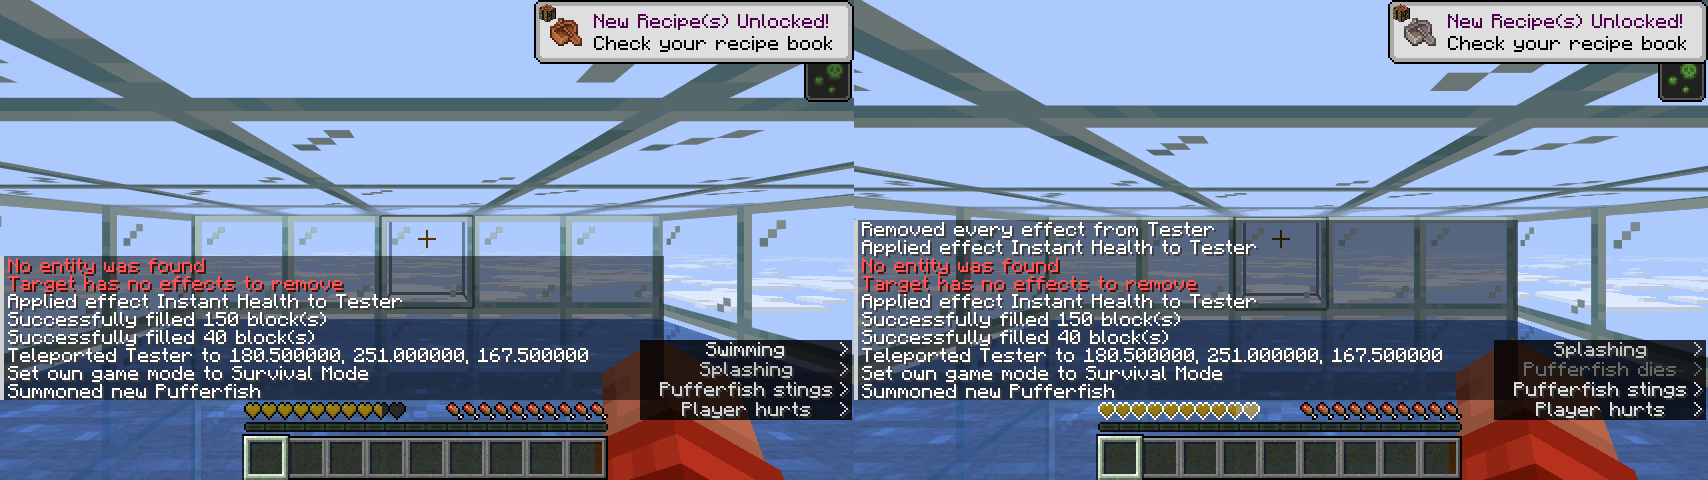 New Recipe(s) Unlocked!
Check your recipe book
No entity was found
Target has no effects to remove
Applied effect Instant Health to Tester
Successfully filled 150 block(s)
Successfully filled 40 block(s)
Teleported Tester to 180.500000, 251.000000, 167.500000
Set own game mode to Survival Mode
Summoned new Pufferfish
Swimming >
Splashing >
Pufferfish stings >
Player hurts >
New Recipe(s) Unlocked!
Check your recipe book
Removed every effect from Tester
Applied effect Instant Health to Tester
No entity was found
Target has no effects to remove
Applied effect Instant Health to Tester
Successfully filled 150 block(s)
Successfully filled 40 block(s)
Teleported Tester to 180.500000, 251.000000, 167.500000
Set own game mode to Survival Mode
Summoned new Pufferfish
Splashing >
Pufferfish dies >
Pufferfish stings >
Player hurts >